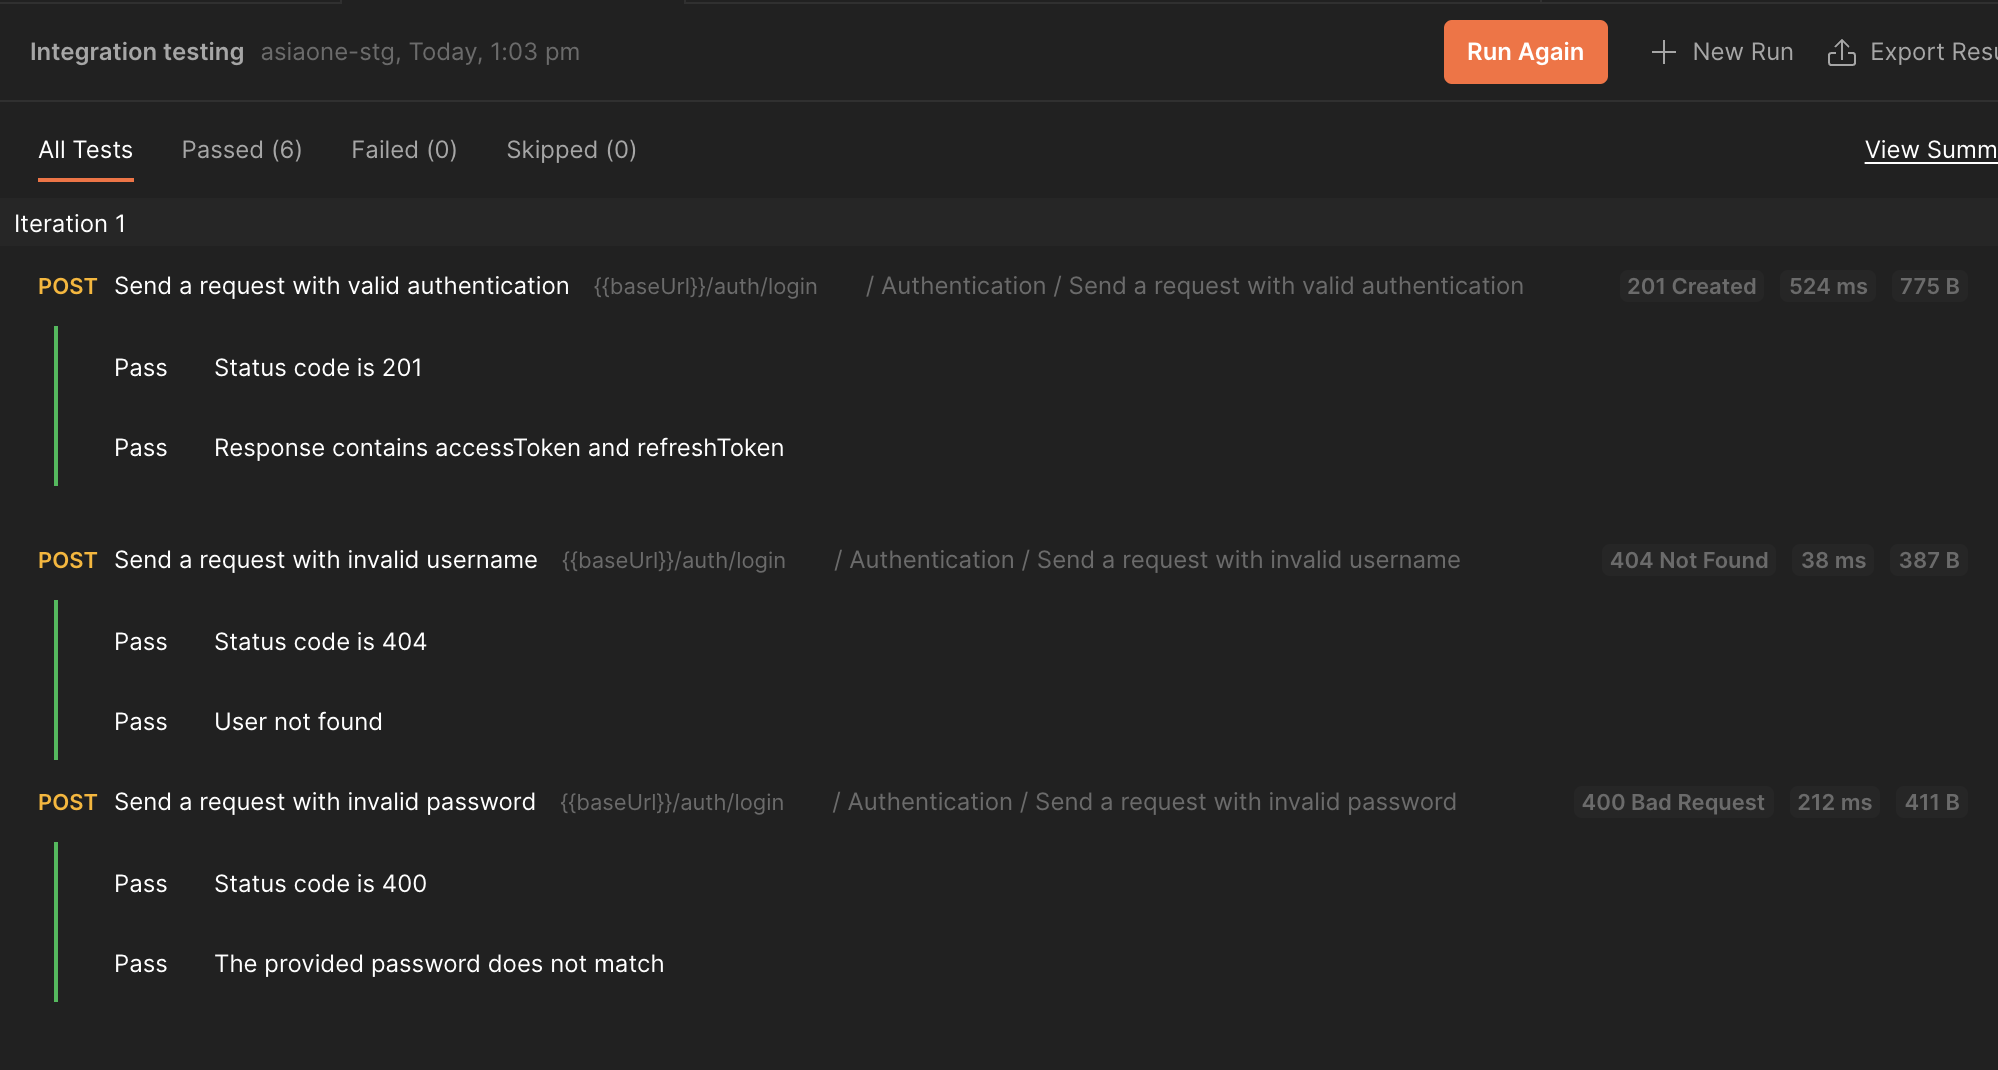 Integration testing asiaone-stg, Today, 1:03 pm Run Again New Run Export Resu
All Tests Passed (6) Failed (0) Skipped (0) View Summ
Iteration 1
POST Send a request with valid authentication {{baseUrl}}/auth/login / Authentication / Send a request with valid authentication 201 Created 524 ms 775 B
Pass Status code is 201
Pass Response contains accessToken and refreshToken
POST Send a request with invalid username {{baseUrl}}/auth/login / Authentication / Send a request with invalid username 404 Not Found 38 ms 387 B
Pass Status code is 404
Pass User not found
POST Send a request with invalid password {{baseUrl}}/auth/login / Authentication / Send a request with invalid password 400 Bad Request 212 ms 411 B
Pass Status code is 400
Pass The provided password does not match